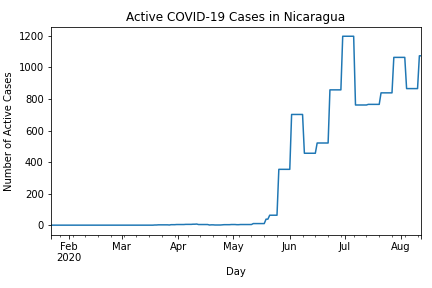 Active COVID-19 Cases in Nicaragua
Number of Active Cases
1200
1000
800
600
400
200
0
Feb Mar Apr May Jun Jul Aug
2020
Day